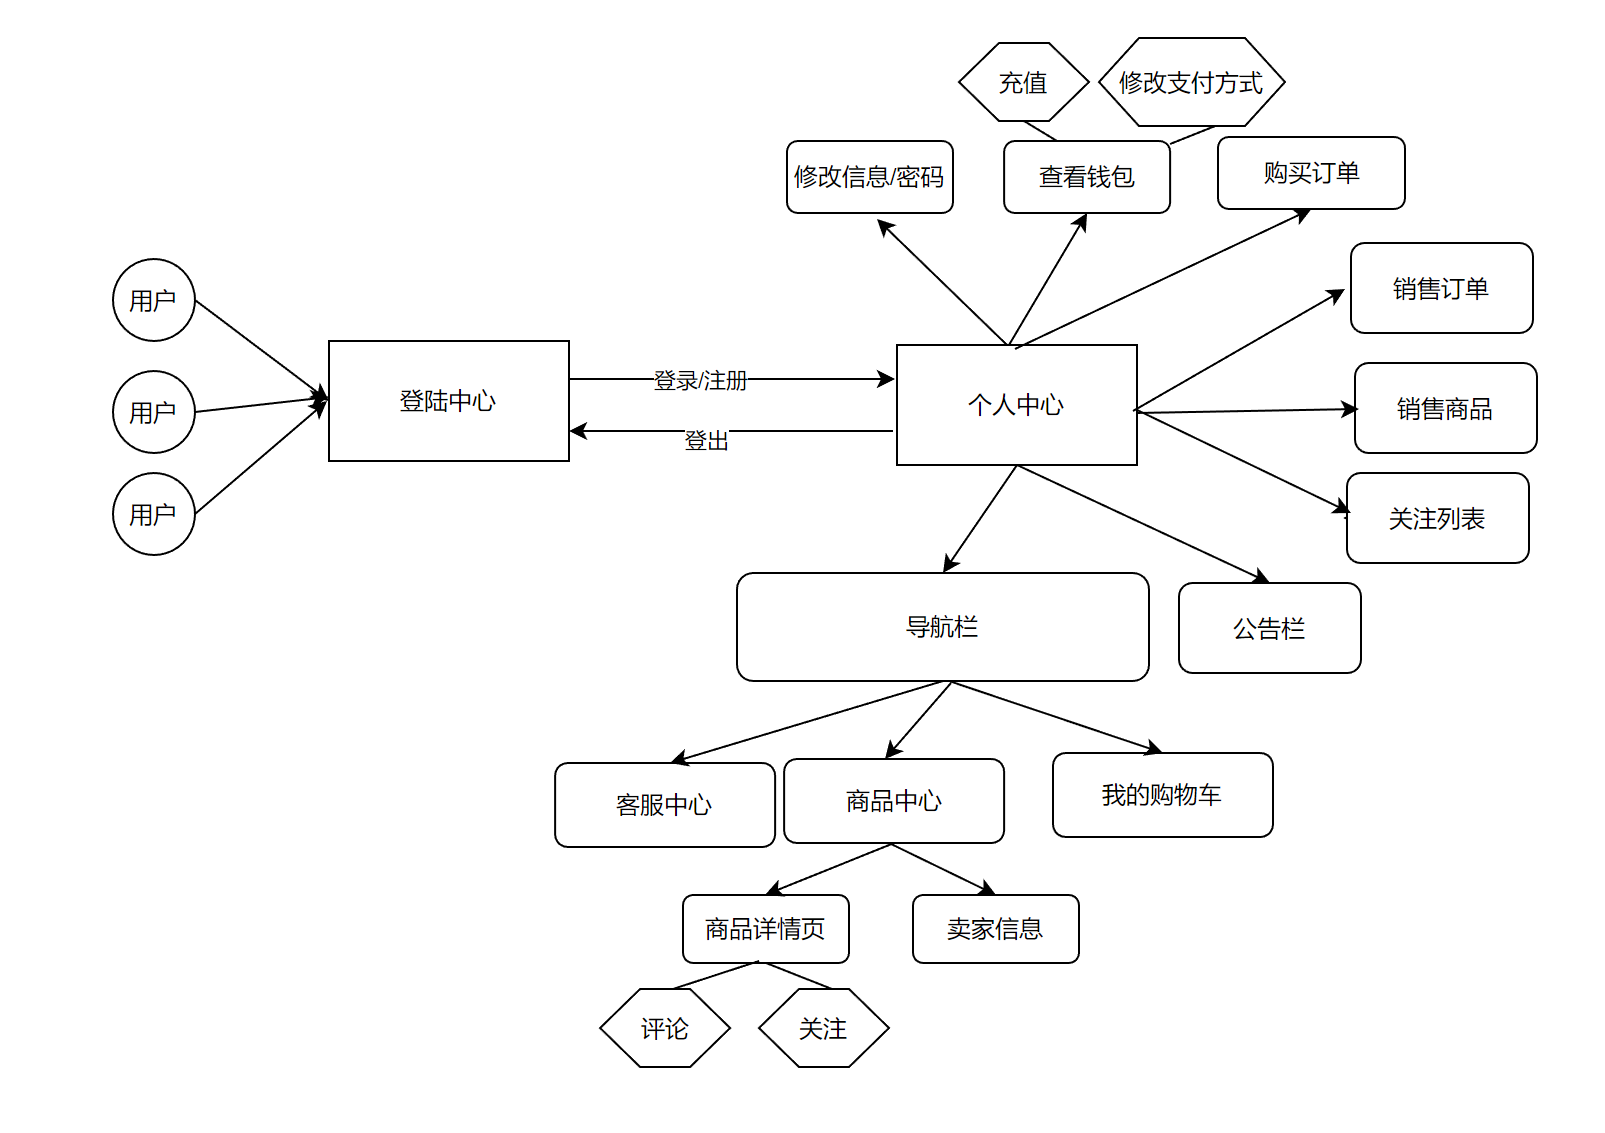 充值
修改支付方式
修改信息/密码
查看钱包
购买订单
用户
销售订单
登录/注册
登陆中心
个人中心
销售商品
用户
登出
用户
关注列表
导航栏
公告栏
客服中心
商品中心
我的购物车
商品详情页
卖家信息
评论
关注